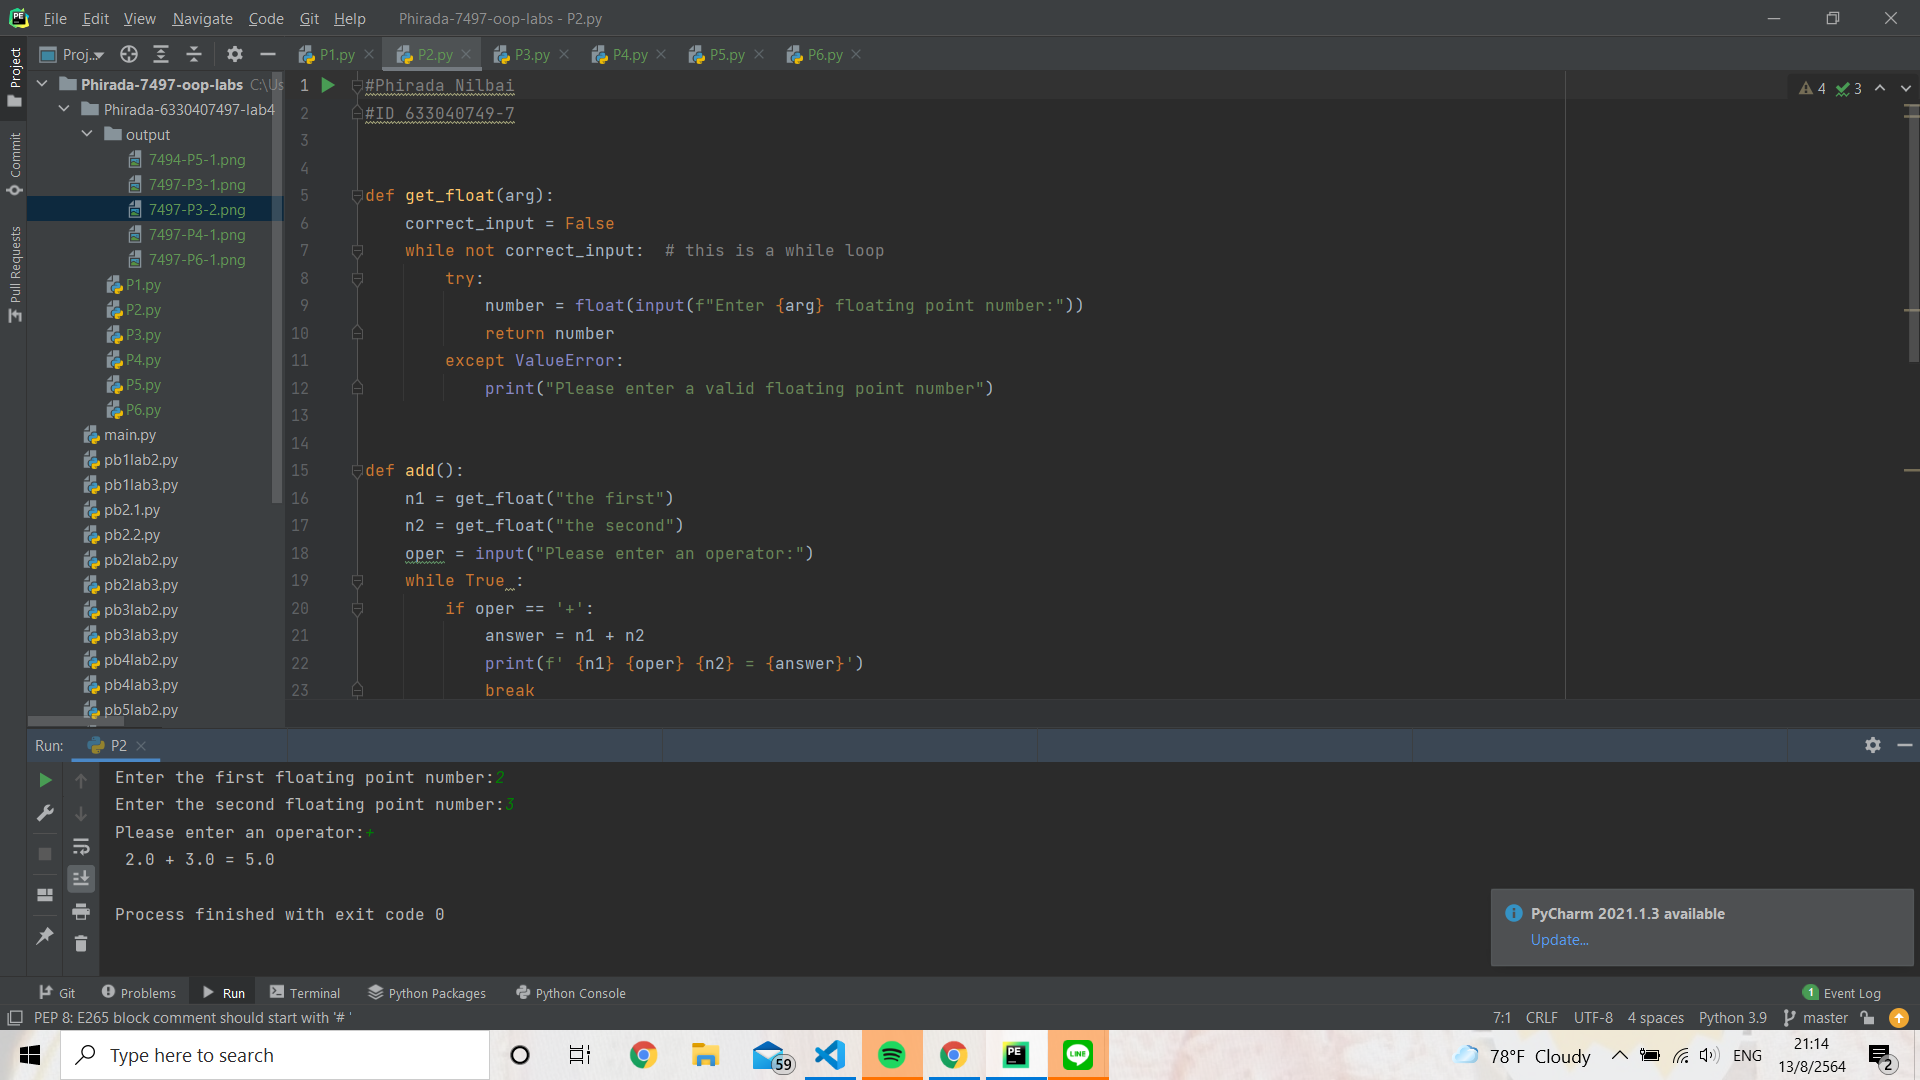 File Edit View Navigate Code Git Help Phirada-7497-oop-labs - P2.py
Proj... P1.py P2.py P3.py P4.py P5.py P6.py
Project
Commit
Pull Requests
Phirada-7497-oop-labs C:\Us
Phirada-6330407497-lab4
output
7494-P5-1.png
7497-P3-1.png
7497-P3-2.png
7497-P4-1.png
7497-P6-1.png
P1.py
P2.py
P3.py
P4.py
P5.py
P6.py
main.py
pb1lab2.py
pb1lab3.py
pb2.1.py
pb2.2.py
pb2lab2.py
pb2lab3.py
pb3lab2.py
pb3lab3.py
pb4lab2.py
pb4lab3.py
pb5lab2.py
4 3
1 #Phirada Nilbai
2 #ID 633040749-7
3
4
5 def get_float(arg):
6 correct_input = False
7 while not correct_input:  # this is a while loop
8 try:
9 number = float(input(f"Enter {arg} floating point number:"))
10 return number
11 except ValueError:
12 print("Please enter a valid floating point number")
13
14
15 def add():
16 n1 = get_float("the first")
17 n2 = get_float("the second")
18 oper = input("Please enter an operator:")
19 while True :
20 if oper == '+':
21 answer = n1 + n2
22 print(f' {n1} {oper} {n2} = {answer}')
23 break
Run: P2
Enter the first floating point number:2
Enter the second floating point number:3
Please enter an operator:+
2.0 + 3.0 = 5.0
Process finished with exit code 0
PyCharm 2021.1.3 available
Update...
Git Problems Run Terminal Python Packages Python Console 1 Event Log
PEP 8: E265 block comment should start with '# ' 7:1 CRLF UTF-8 4 spaces Python 3.9 master
Type here to search 59 PE LINE 78°F Cloudy ENG 21:14
13/8/2564 2